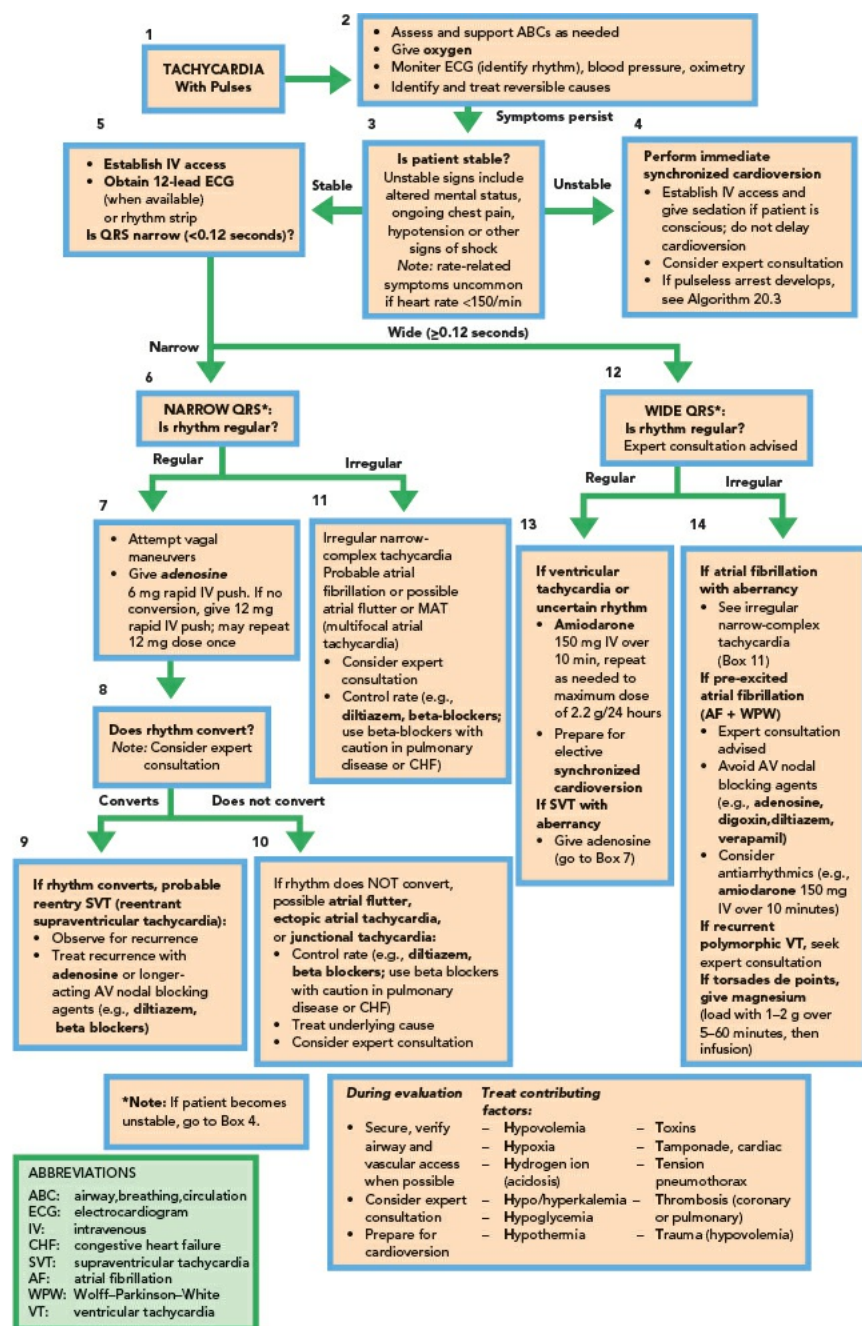 1
TACHYCARDIA
With Pulses
2
• Assess and support ABCs as needed
• Give oxygen
• Moniter ECG (identify rhythm), blood pressure, oximetry
• Identify and treat reversible causes
Symptoms persist
3
Is patient stable?
Unstable signs include
altered mental status,
ongoing chest pain,
hypotension or other
signs of shock
Note: rate-related
symptoms uncommon
if heart rate <150/min
Stable
Unstable
4
Perform immediate
synchronized cardioversion
• Establish IV access and
give sedation if patient is
conscious; do not delay
cardioversion
• Consider expert consultation
• If pulseless arrest develops,
see Algorithm 20.3
5
• Establish IV access
• Obtain 12-lead ECG
(when available)
or rhythm strip
Is QRS narrow (<0.12 seconds)?
Narrow
Wide (≥0.12 seconds)
6
NARROW QRS*:
Is rhythm regular?
Regular
Irregular
7
• Attempt vagal
maneuvers
• Give adenosine
6 mg rapid IV push. If no
conversion, give 12 mg
rapid IV push; may repeat
12 mg dose once
8
Does rhythm convert?
Note: Consider expert
consultation
Converts
Does not convert
9
If rhythm converts, probable
reentry SVT (reentrant
supraventricular tachycardia):
• Observe for recurrence
• Treat recurrence with
adenosine or longer-
acting AV nodal blocking
agents (e.g., diltiazem,
beta blockers)
10
If rhythm does NOT convert,
possible atrial flutter,
ectopic atrial tachycardia,
or junctional tachycardia:
• Control rate (e.g., diltiazem,
beta blockers; use beta blockers
with caution in pulmonary
disease or CHF)
• Treat underlying cause
• Consider expert consultation
11
Irregular narrow-
complex tachycardia
Probable atrial
fibrillation or possible
atrial flutter or MAT
(multifocal atrial
tachycardia)
• Consider expert
consultation
• Control rate (e.g.,
diltiazem, beta-blockers;
use beta-blockers with
caution in pulmonary
disease or CHF)
12
WIDE QRS*:
Is rhythm regular?
Expert consultation advised
Regular
Irregular
13
If ventricular
tachycardia or
uncertain rhythm
• Amiodarone
150 mg IV over
10 min, repeat
as needed to
maximum dose
of 2.2 g/24 hours
• Prepare for
elective
synchronized
cardioversion
If SVT with
aberrancy
• Give adenosine
(go to Box 7)
14
If atrial fibrillation
with aberrancy
• See irregular
narrow-complex
tachycardia
(Box 11)
If pre-excited
atrial fibrillation
(AF + WPW)
• Expert consultation
advised
• Avoid AV nodal
blocking agents
(e.g., adenosine,
digoxin,diltiazem,
verapamil)
• Consider
antiarrhythmics (e.g.,
amiodarone 150 mg
IV over 10 minutes)
If recurrent
polymorphic VT, seek
expert consultation
If torsades de points,
give magnesium
(load with 1–2 g over
5–60 minutes, then
infusion)
*Note: If patient becomes
unstable, go to Box 4.
During evaluation
• Secure, verify
airway and
vascular access
when possible
• Consider expert
consultation
• Prepare for
cardioversion
Treat contributing
factors:
– Hypovolemia
– Hypoxia
– Hydrogen ion
(acidosis)
– Hypo/hyperkalemia
– Hypoglycemia
– Hypothermia
– Toxins
– Tamponade, cardiac
– Tension
pneumothorax
– Thrombosis (coronary
or pulmonary)
– Trauma (hypovolemia)
ABBREVIATIONS
ABC: airway,breathing,circulation
ECG: electrocardiogram
IV: intravenous
CHF: congestive heart failure
SVT: supraventricular tachycardia
AF: atrial fibrillation
WPW: Wolff–Parkinson–White
VT: ventricular tachycardia